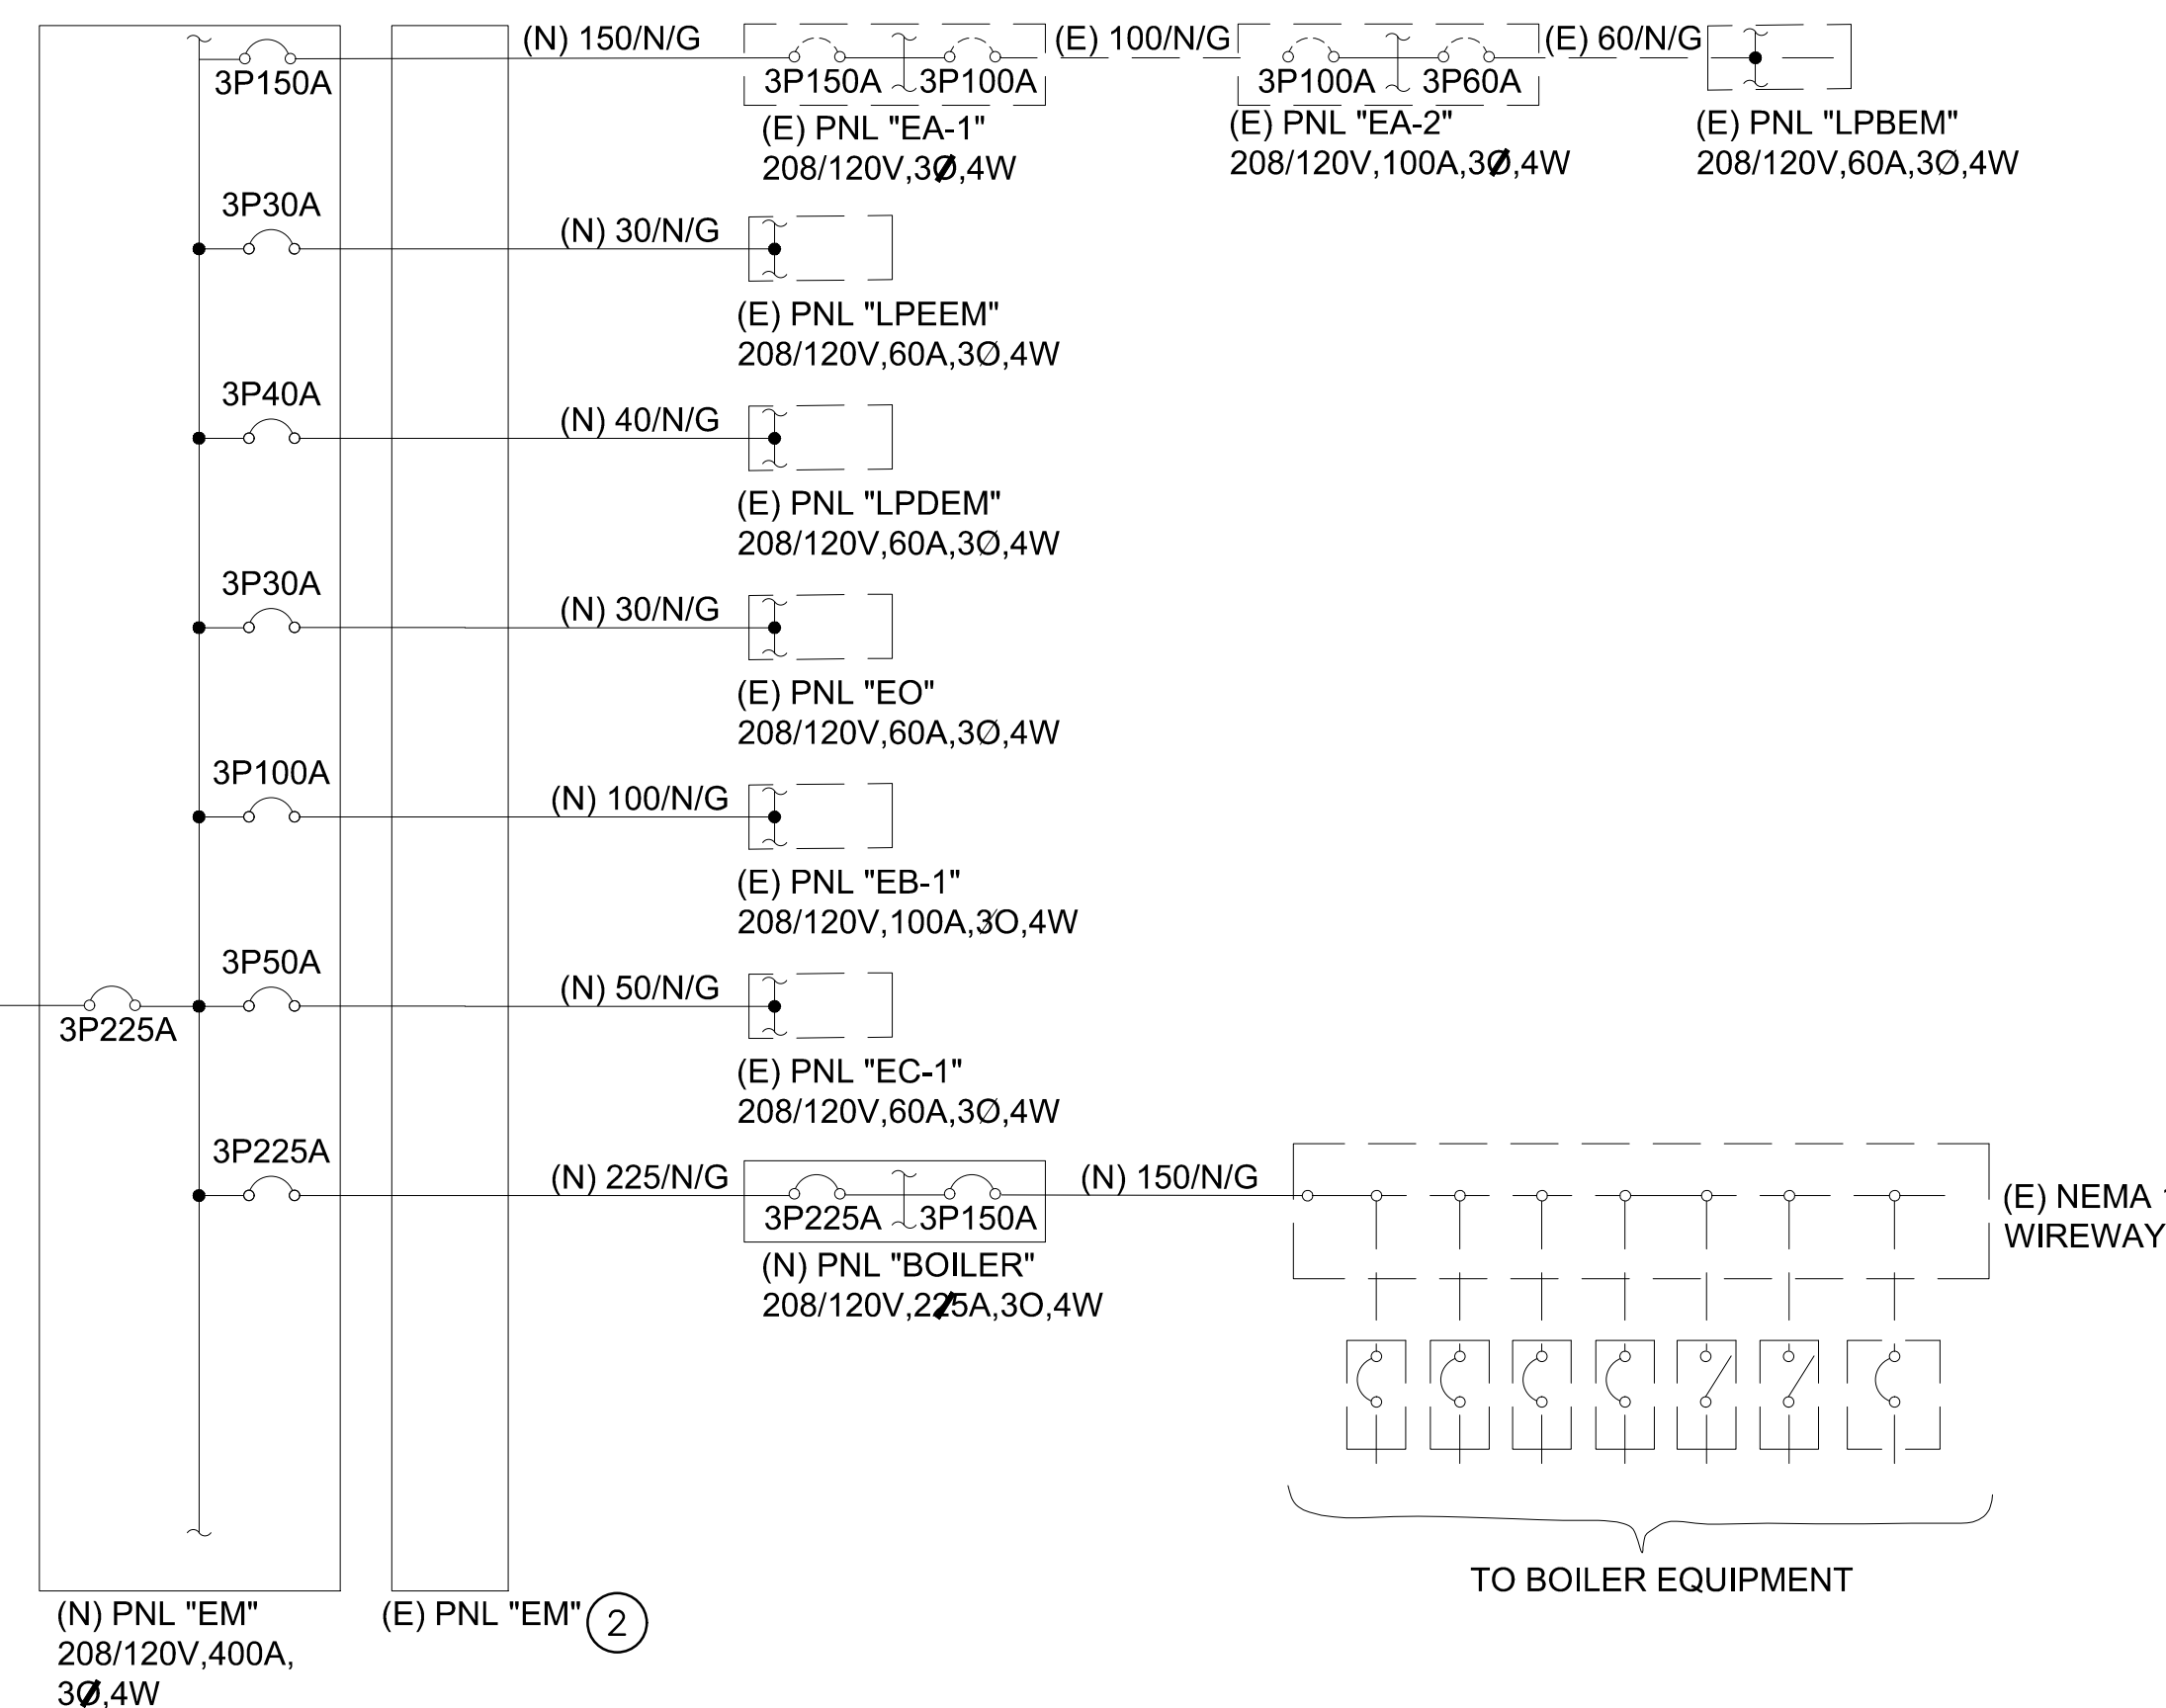 (N) 150/N/G
(E) 100/N/G
(E) 60/N/G
3P150A
3P150A
3P100A
3P100A
3P60A
(E) PNL "EA-1"
208/120V,3Ø,4W
(E) PNL "EA-2"
208/120V,100A,3Ø,4W
(E) PNL "LPBEM"
208/120V,60A,3Ø,4W
3P30A
(N) 30/N/G
(E) PNL "LPEEM"
208/120V,60A,3Ø,4W
3P40A
(N) 40/N/G
(E) PNL "LPDEM"
208/120V,60A,3Ø,4W
3P30A
(N) 30/N/G
(E) PNL "EO"
208/120V,60A,3Ø,4W
3P100A
(N) 100/N/G
(E) PNL "EB-1"
208/120V,100A,3O,4W
3P50A
(N) 50/N/G
3P225A
(E) PNL "EC-1"
208/120V,60A,3Ø,4W
3P225A
(N) 225/N/G
(N) 150/N/G
3P225A
3P150A
(N) PNL "BOILER"
208/120V,225A,3O,4W
(E) NEMA
WIREWAY
TO BOILER EQUIPMENT
(N) PNL "EM"
208/120V,400A,
3Ø,4W
(E) PNL "EM"
2